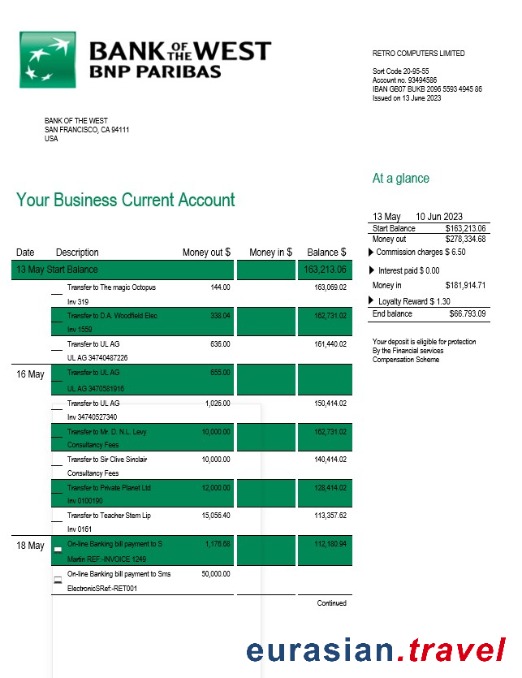 BANK OF THE WEST
BNP PARIBAS
RETRO COMPUTERS LIMITED
Sort Code 20-95-55
Account no. 93494586
IBAN GB07 BUKB 2096 5593 4945 86
Issued on 13 June 2023
BANK OF THE WEST
SAN FRANCISCO, CA 94111
USA
At a glance
13 May 10 Jun 2023
Start Balance $163,213.06
Money out $278,334.68
Commission charges $ 6.50
Interest paid $ 0.00
Money in $181,914.71
Loyalty Reward $ 1.30
End balance $66.793.09
Your deposit is eligible for protection
By the Financial services
Compensation Scheme
Your Business Current Account
Date Description Money out $ Money in $ Balance $
13 May Start Balance 163,213.06
Transfer to The magis Octopus 144.00 163,069.02
Inv 319
Transfer to D.A. Woodfield Elec 338.04 162,731.02
Inv 1559
Transfer to UL AG 636.00 161,440.02
UL AG 34740487226
16 May Transfer to UL AG 655.00
UL AG 3470581916
Transfer to UL AG 1,026.00 150,414.02
Inv 34740527340
Transfer to Mr. D. N.L. Levy 10,000.00 162,731.02
Consultancy Fees
Transfer to Sir Clive Sinclair 10,000.00 140,414.02
Consultancy Fees
Transfer to Private Planet Ltd 12,000.00 128,414.02
Inv 0100190
Transfer to Teacher Stem Lip 15,056.40 113,357.62
Inv 0161
18 May On-line Banking bill payment to S 1,176.68 112,180.94
Martin REF:-INVOICE 1249
On-line Banking bill payment to Sms 50,000.00
ElectronicSRef:-RET001
Continued
eurasian.travel